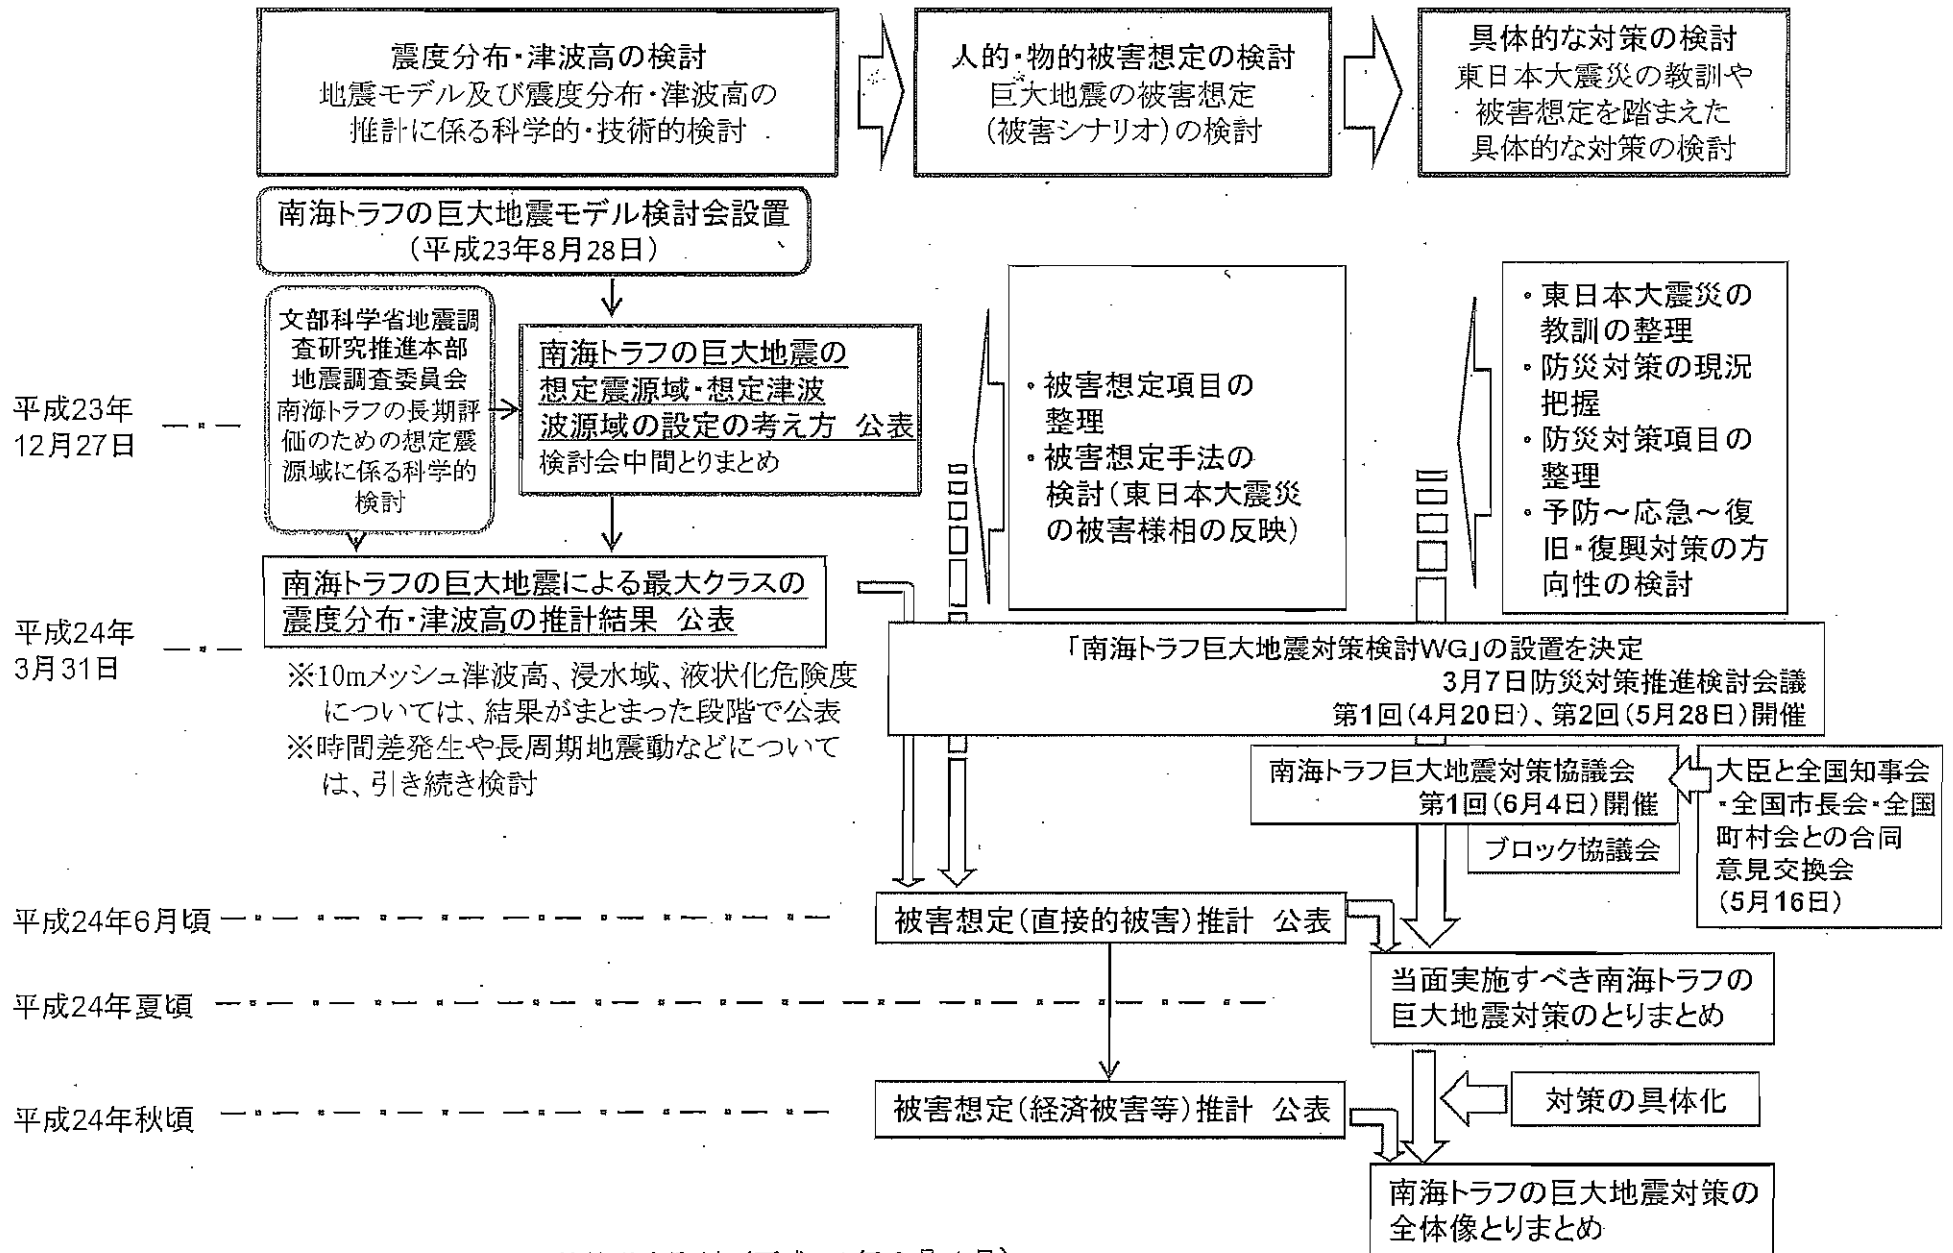 震度分布・津波高の検討
地震モデル及び震度分布・津波高の
推計に係る科学的・技術的検討
人的・物的被害想定の検討
巨大地震の被害想定
(被害シナリオ)の検討
具体的な対策の検討
東日本大震災の教訓や
被害想定を踏まえた
具体的な対策の検討
南海トラフの巨大地震モデル検討会設置
(平成23年8月28日)
文部科学省地震調
査研究推進本部
地震調査委員会
南海トラフの長期評
価のための想定震
源域に係る科学的
検討
南海トラフの巨大地震の
想定震源域・想定津波
波源域の設定の考え方 公表
検討会中間とりまとめ
・被害想定項目の
整理
・被害想定手法の
検討(東日本大震災
の被害様相の反映)
・東日本大震災の
教訓の整理
・防災対策の現況
把握
・防災対策項目の
整理
・予防～応急～復
旧・復興対策の方
向性の検討
平成23年
12月27日
南海トラフの巨大地震による最大クラスの
震度分布・津波高の推計結果 公表
平成24年
3月31日
※10mメッシュ津波高、浸水域、液状化危険度
については、結果がまとまった段階で公表
※時間差発生や長周期地震動などについて
は、引き続き検討
「南海トラフ巨大地震対策検討WG」の設置を決定
3月7日防災対策推進検討会議
第1回(4月20日)、第2回(5月28日)開催
南海トラフ巨大地震対策協議会
第1回(6月4日)開催
ブロック協議会
大臣と全国知事会
・全国市長会・全国
町村会との合同
意見交換会
(5月16日)
平成24年6月頃
被害想定(直接的被害)推計 公表
平成24年夏頃
当面実施すべき南海トラフの
巨大地震対策のとりまとめ
平成24年秋頃
被害想定(経済被害等)推計 公表
対策の具体化
南海トラフの巨大地震対策の
全体像とりまとめ